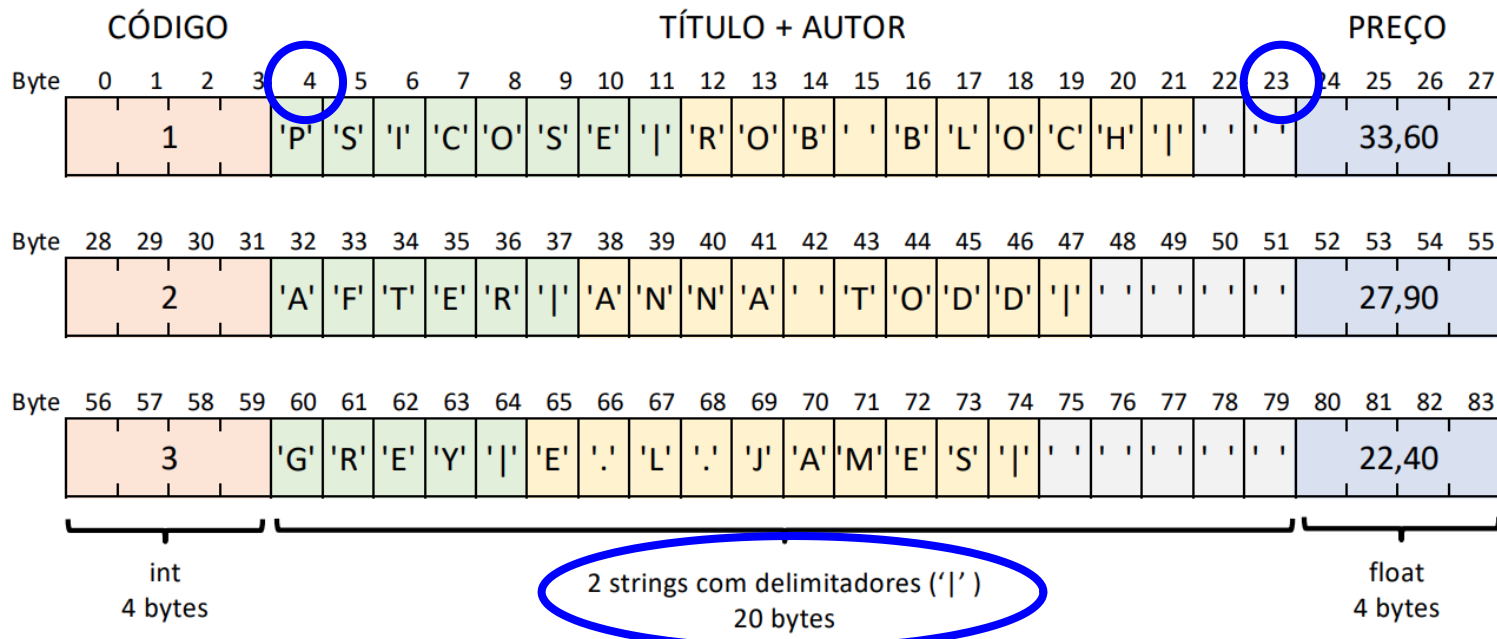 CÓDIGO TÍTULO + AUTOR PREÇO
Byte 0 1 2 3 4 5 6 7 8 9 10 11 12 13 14 15 16 17 18 19 20 21 22 23 24 25 26 27
1 'P' 'S' 'I' 'C' 'O' 'S' 'E' '|' 'R' 'O' 'B' ' ' 'B' 'L' 'O' 'C' 'H' '|' ' ' ' ' 33,60
Byte 28 29 30 31 32 33 34 35 36 37 38 39 40 41 42 43 44 45 46 47 48 49 50 51 52 53 54 55
2 'A' 'F' 'T' 'E' 'R' '|' 'A' 'N' 'N' 'A' ' ' 'T' 'O' 'D' 'D' '|' ' ' ' ' ' ' ' ' 27,90
Byte 56 57 58 59 60 61 62 63 64 65 66 67 68 69 70 71 72 73 74 75 76 77 78 79 80 81 82 83
3 'G' 'R' 'E' 'Y' '|' 'E' '.' 'L' '.' 'J' 'A' 'M' 'E' 'S' '|' ' ' ' ' ' ' ' ' ' ' 22,40
int
4 bytes
2 strings com delimitadores ('|' )
20 bytes
float
4 bytes